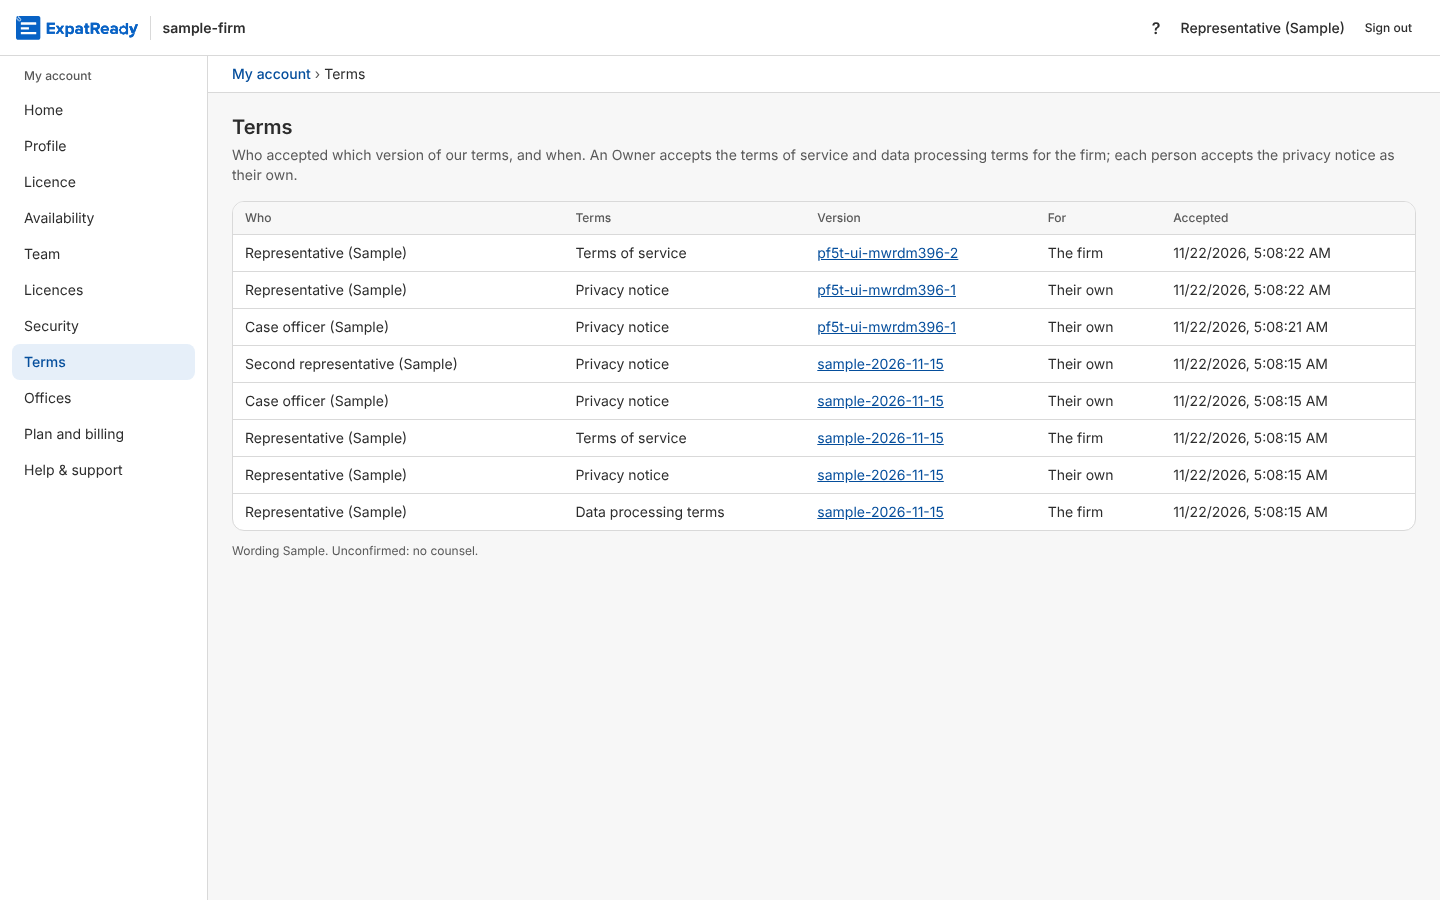 ExpatReady sample-firm ? Representative (Sample) Sign out
My account
Home
Profile
Licence
Availability
Team
Licences
Security
Terms
Offices
Plan and billing
Help & support
My account › Terms
Terms
Who accepted which version of our terms, and when. An Owner accepts the terms of service and data processing terms for the firm; each person accepts the privacy notice as
their own.
Who Terms Version For Accepted
Representative (Sample) Terms of service pf5t-ui-mwrdm396-2 The firm 11/22/2026, 5:08:22 AM
Representative (Sample) Privacy notice pf5t-ui-mwrdm396-1 Their own 11/22/2026, 5:08:22 AM
Case officer (Sample) Privacy notice pf5t-ui-mwrdm396-1 Their own 11/22/2026, 5:08:21 AM
Second representative (Sample) Privacy notice sample-2026-11-15 Their own 11/22/2026, 5:08:15 AM
Case officer (Sample) Privacy notice sample-2026-11-15 Their own 11/22/2026, 5:08:15 AM
Representative (Sample) Terms of service sample-2026-11-15 The firm 11/22/2026, 5:08:15 AM
Representative (Sample) Privacy notice sample-2026-11-15 Their own 11/22/2026, 5:08:15 AM
Representative (Sample) Data processing terms sample-2026-11-15 The firm 11/22/2026, 5:08:15 AM
Wording Sample. Unconfirmed: no counsel.